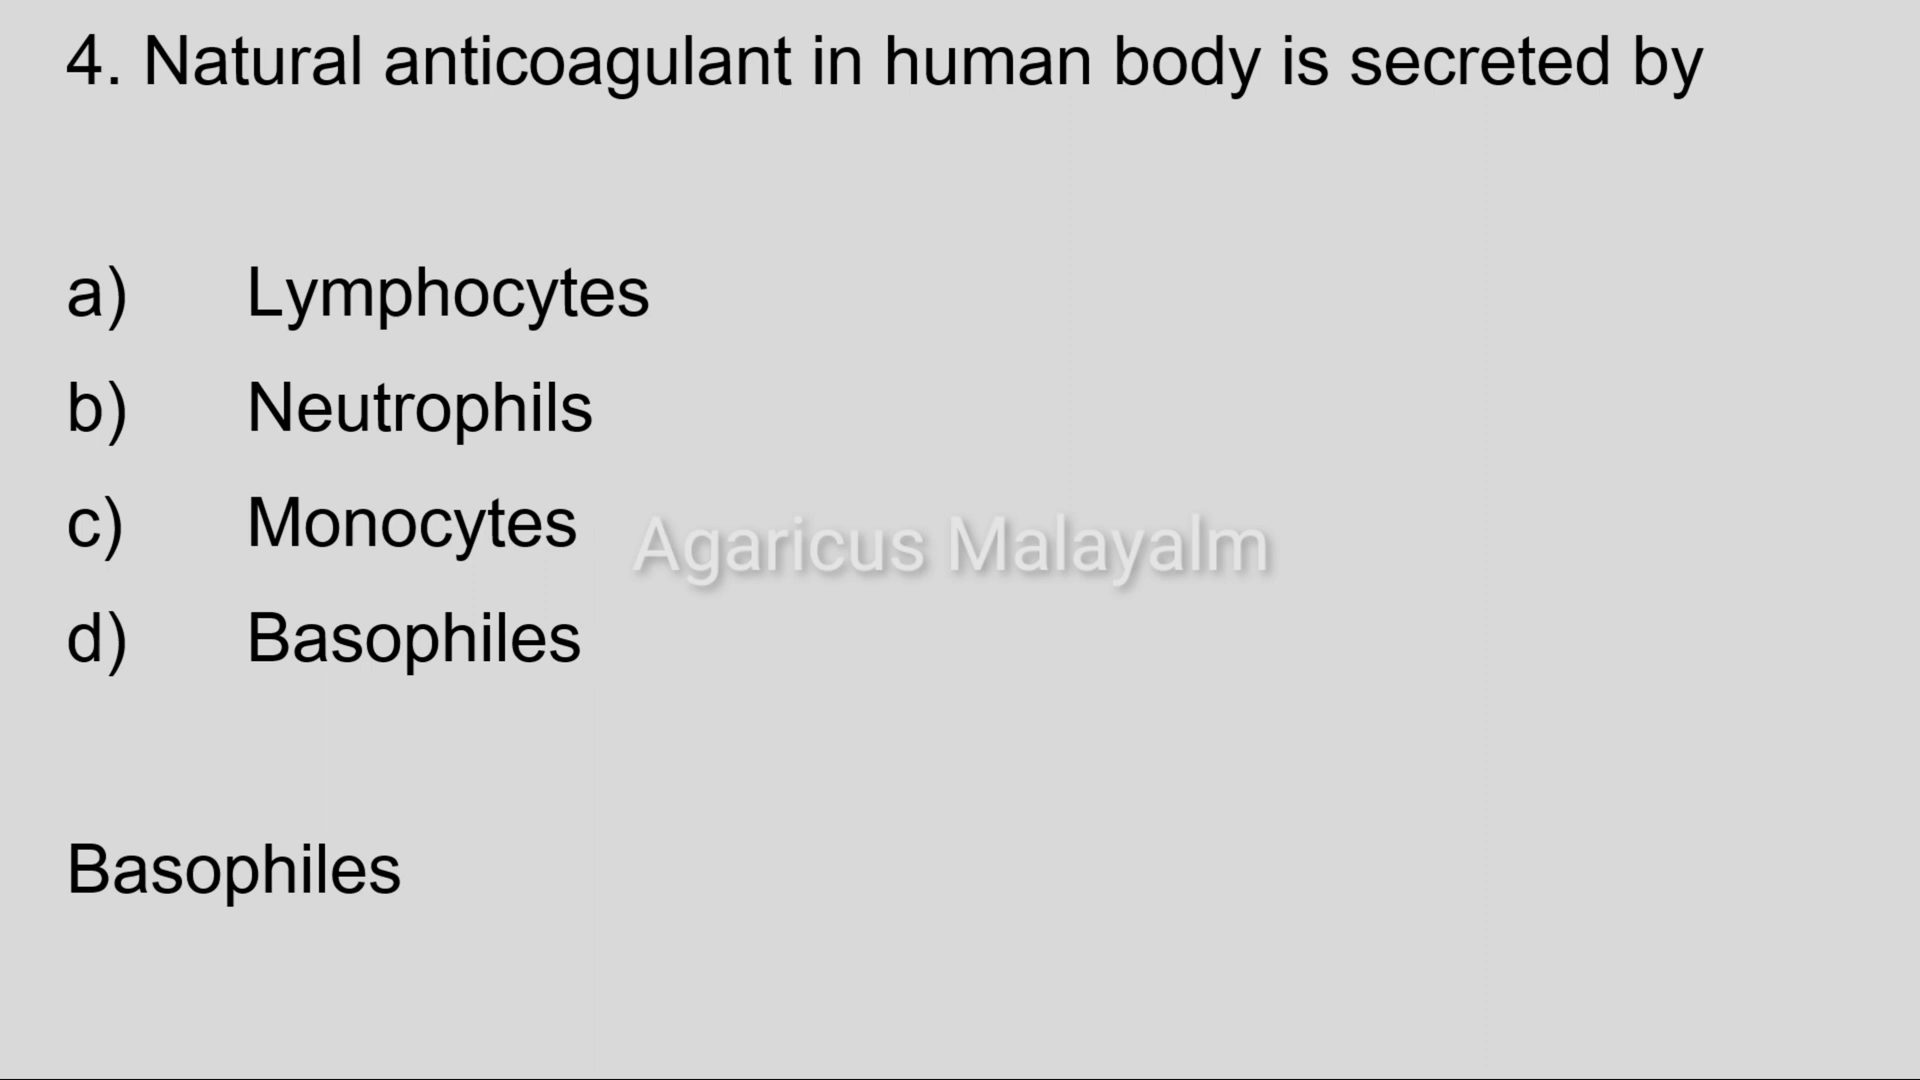 4. Natural anticoagulant in human body is secreted by
a) Lymphocytes
b) Neutrophils
c) Monocytes
Agaricus Malayalm
d) Basophiles
Basophiles